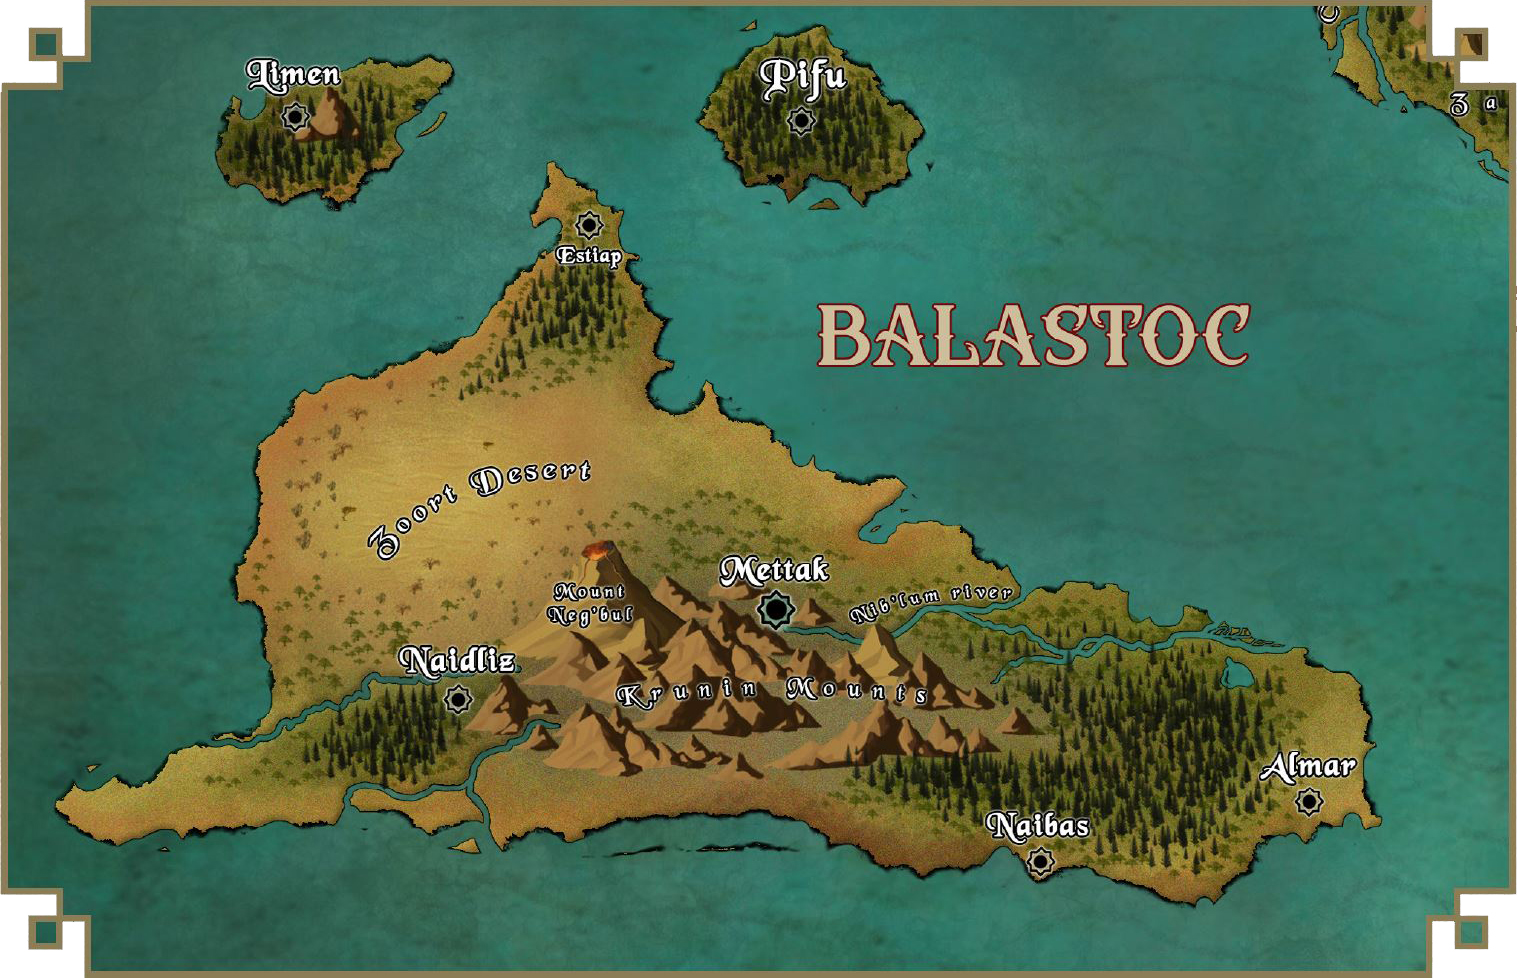 Limen
Pifu
Estiap
BALASTOC
Zoort Desert
Mettak
Mount
Neg'bul
Nib'lum river
Naidliz
Krunin Mounts
Almar
Naibas